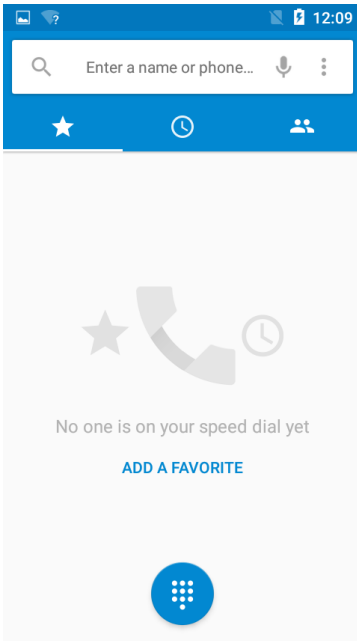 12:09
Enter a name or phone...
No one is on your speed dial yet
ADD A FAVORITE